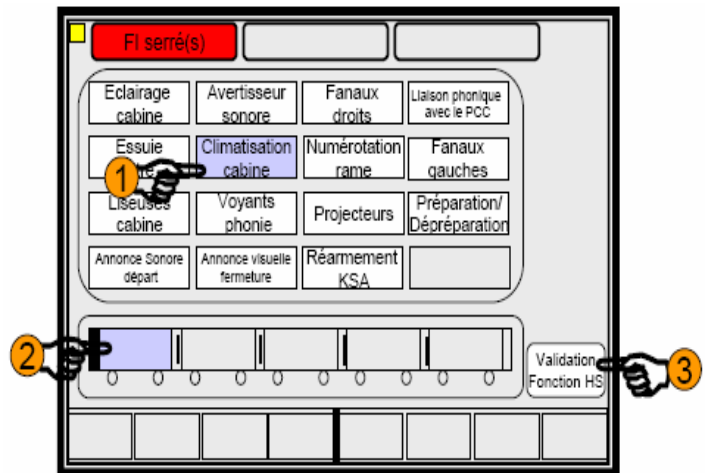 FI serré(s)
Eclairage
cabine
Avertisseur
sonore
Fanaux
droits
Liaison phonique
avec le PCC
Essuie
Climatisation
cabine
Numérotation
rame
Fanaux
gauches
1
Liseuses
cabine
Voyants
phonie
Projecteurs
Préparation/
Dépréparation
Annonce Sonore
départ
Annonce visuelle
fermeture
Réarmement
KSA
2
Validation
Fonction HS
3